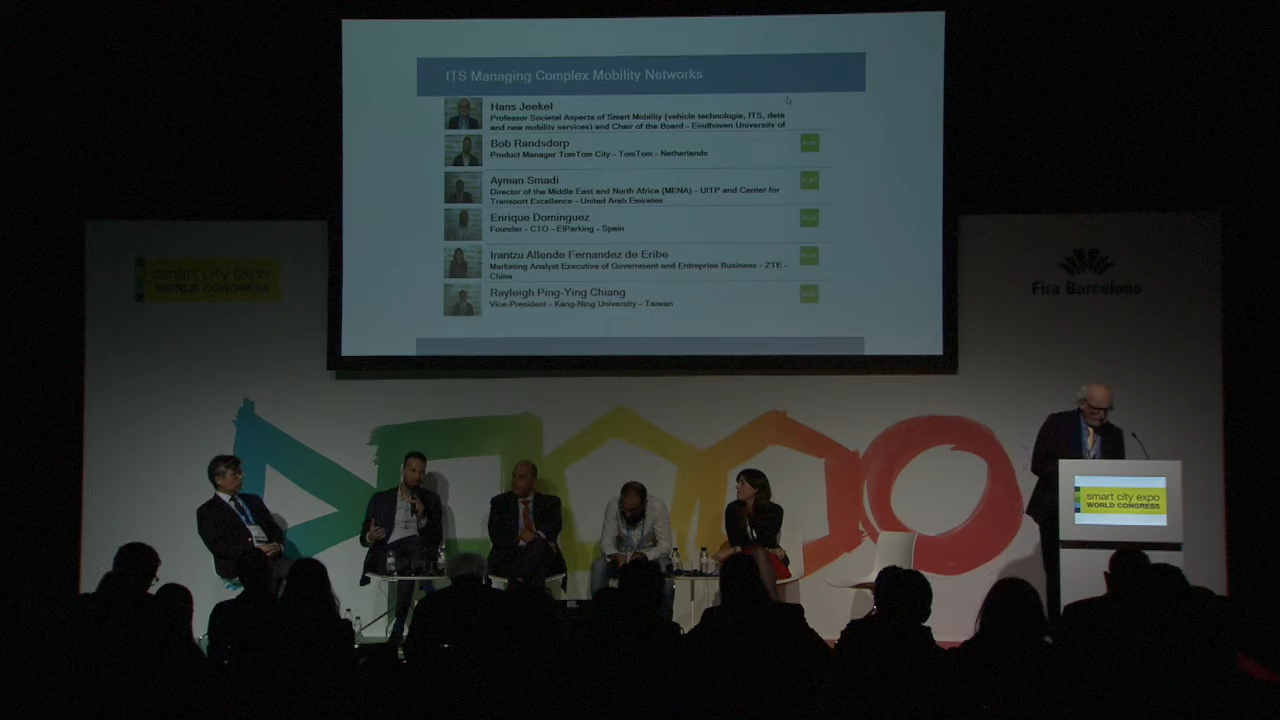 ITS Managing Complex Mobility Networks
Hans Jeekel
Professor Societal Aspects of Smart Mobility (vehicle technologie, ITS, data
and new mobility services) and Chair of the Board - Eindhoven University of
Bob Randsdorp
Product Manager TomTom City - TomTom - Netherlands
Ayman Smadi
Director of the Middle East and North Africa (MENA) - UITP and Center for
Transport Excellence - United Arab Emirates
Enrique Dominguez
Founder - CTO - ElParking - Spain
Irantzu Allende Fernandez de Eribe
Marketing Analyst Executive of Government and Entreprise Business - ZTE -
China
Rayleigh Ping-Ying Chiang
Vice-President - Kang-Ning University - Taiwan
smart city expo
WORLD CONGRESS
Fira Barcelona
smart city expo
WORLD CONGRESS